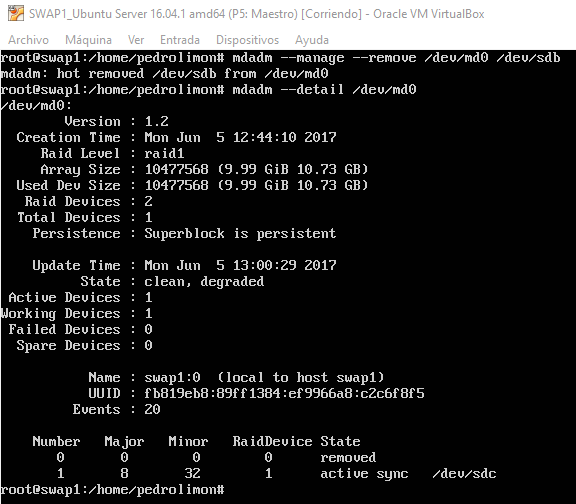 SWAP1_Ubuntu Server 16.04.1 amd64 (P5: Maestro) [Corriendo] - Oracle VM VirtualBox
Archivo Máquina Ver Entrada Dispositivos Ayuda
root@swap1:/home/pedrolimon# mdadm --manage --remove /dev/md0 /dev/sdb
mdadm: hot removed /dev/sdb from /dev/md0
root@swap1:/home/pedrolimon# mdadm --detail /dev/md0
/dev/md0:
Version : 1.2
Creation Time : Mon Jun  5 12:44:10 2017
Raid Level : raid1
Array Size : 10477568 (9.99 GiB 10.73 GB)
Used Dev Size : 10477568 (9.99 GiB 10.73 GB)
Raid Devices : 2
Total Devices : 1
Persistence : Superblock is persistent
Update Time : Mon Jun  5 13:00:29 2017
State : clean, degraded
Active Devices : 1
Working Devices : 1
Failed Devices : 0
Spare Devices : 0
Name : swap1:0  (local to host swap1)
UUID : fb819eb8:89ff1384:ef9966a8:c2c6f8f5
Events : 20
Number Major Minor RaidDevice State
0 0 0 0 removed
1 8 32 1 active sync /dev/sdc
root@swap1:/home/pedrolimon#